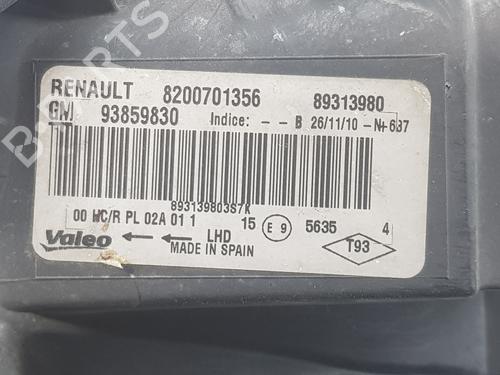 RENAULT 8200701356 89313980
GM 93859830 Indice: - - B 26/11/10 -N+687
893139803S7K
00 HC/R PL 02A 01 1 15 E 9 5635 4
Valeo LHD T93
MADE IN SPAIN